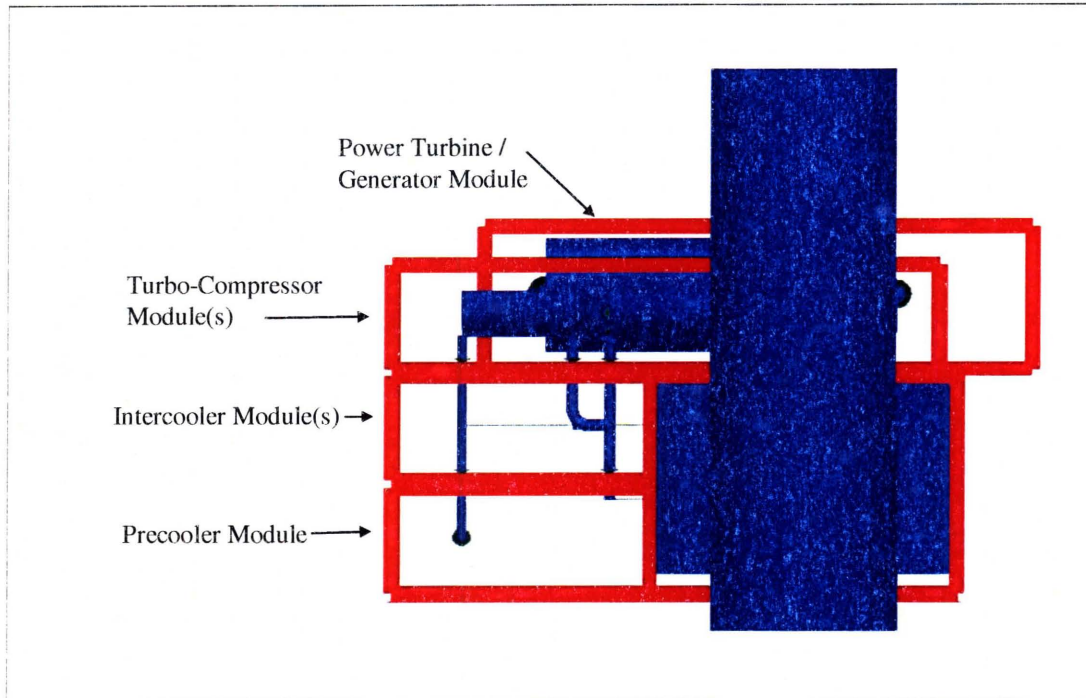 Power Turbine /
Generator Module
Turbo-Compressor
Module(s)
Intercooler Module(s)
Precooler Module